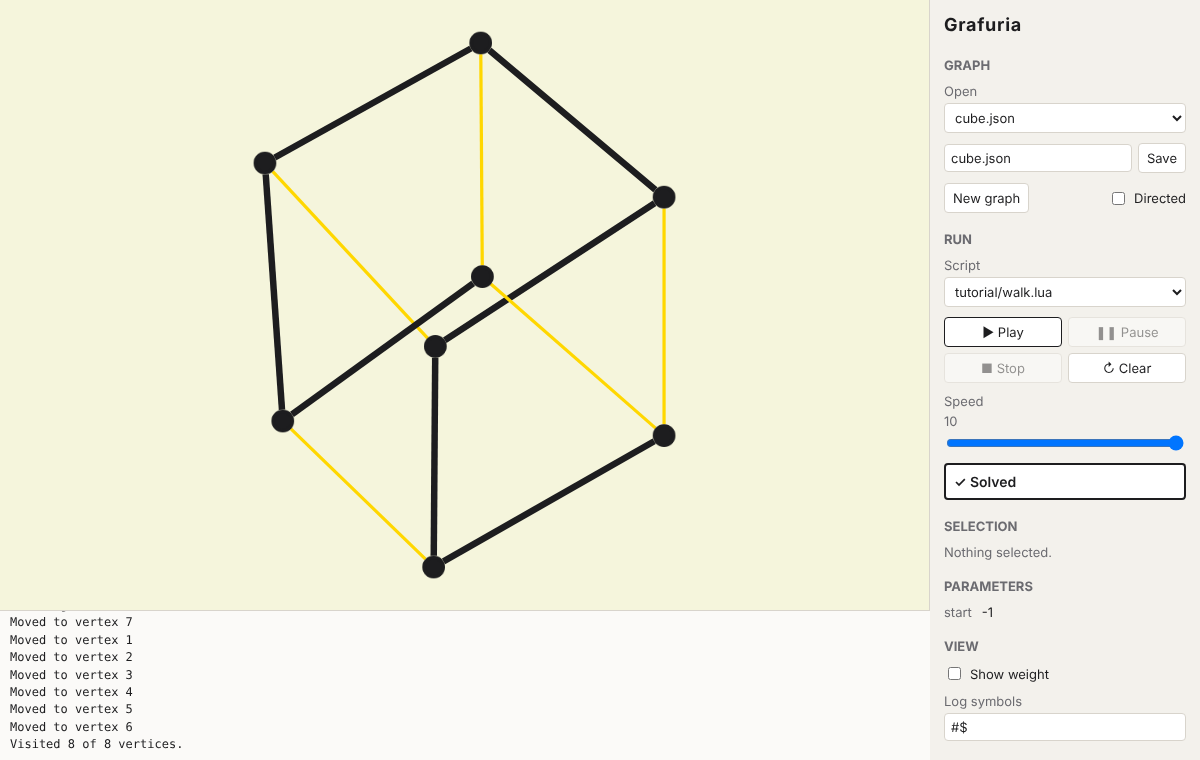 Grafuria
GRAPH
Open
cube.json
cube.json
Save
New graph
Directed
RUN
Script
tutorial/walk.lua
▶ Play
❚❚ Pause
■ Stop
↻ Clear
Speed
10
✓ Solved
SELECTION
Nothing selected.
PARAMETERS
start -1
VIEW
Show weight
Log symbols
#$
Moved to vertex 7
Moved to vertex 1
Moved to vertex 2
Moved to vertex 3
Moved to vertex 4
Moved to vertex 5
Moved to vertex 6
Visited 8 of 8 vertices.